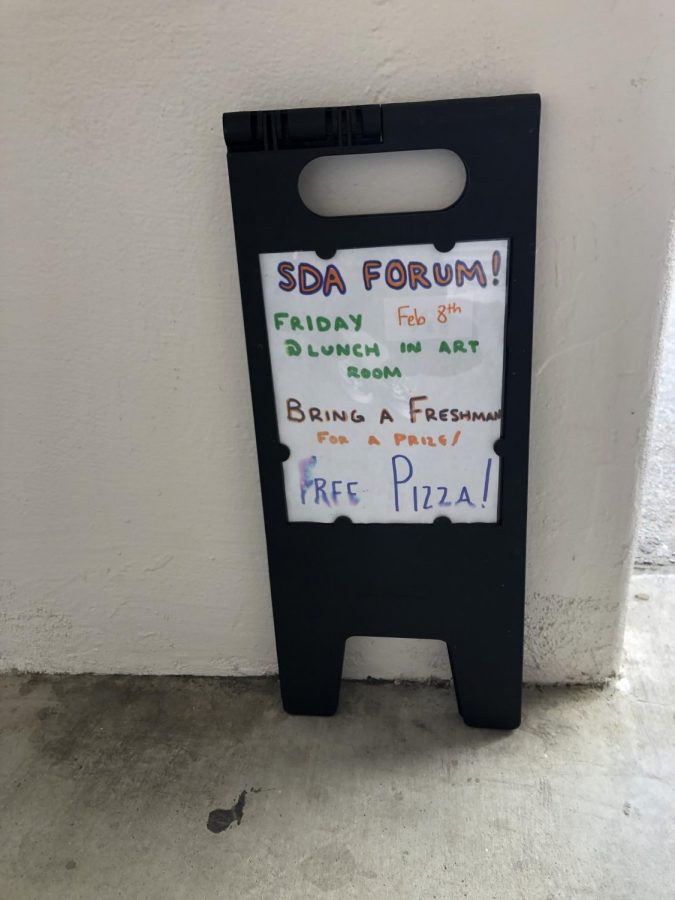 SDA FORUM!
FRIDAY Feb 8th
@ LUNCH IN ART
ROOM
BRING A FRESHMAN
FOR A PRIZE!
FREE PIZZA!